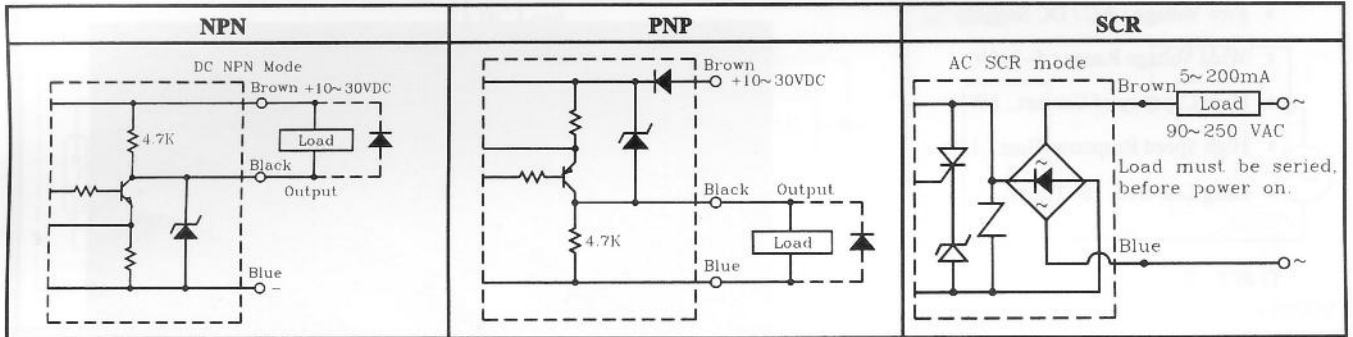 NPN
PNP
SCR
DC NPN Mode
Brown +10~30VDC
4.7K
Load
Black
Output
Blue
−
Brown
+10~30VDC
Black Output
4.7K
Load
Blue
AC SCR mode
5~200mA
Brown
Load
~
90~250 VAC
~
Load must be seried,
before power on.
~
Blue
~